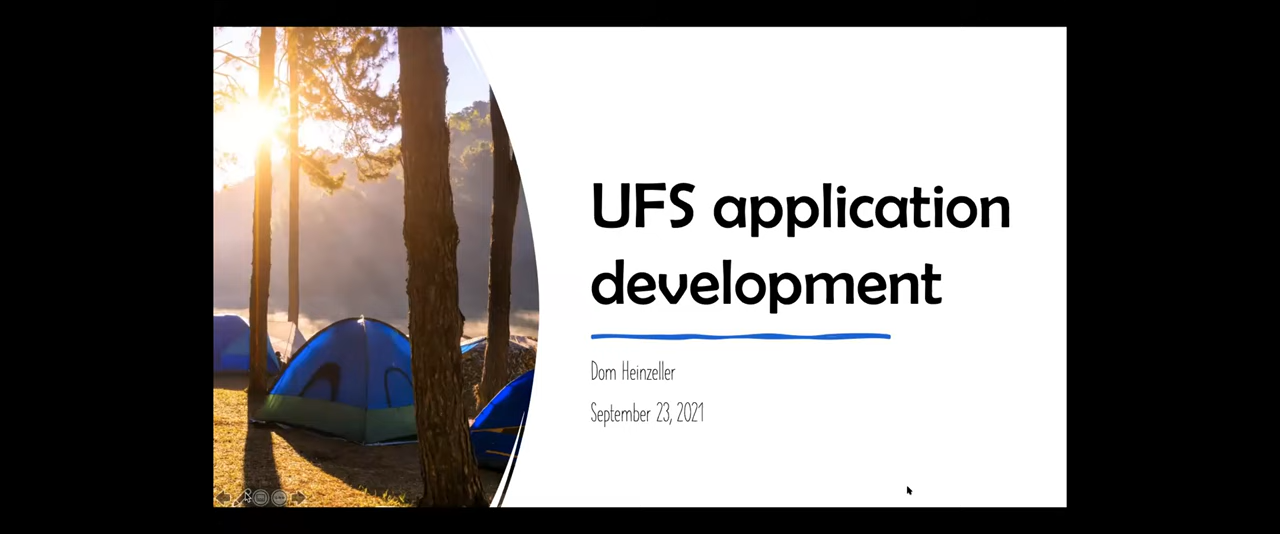 UFS application
development
Dom Heinzeller
September 23, 2021